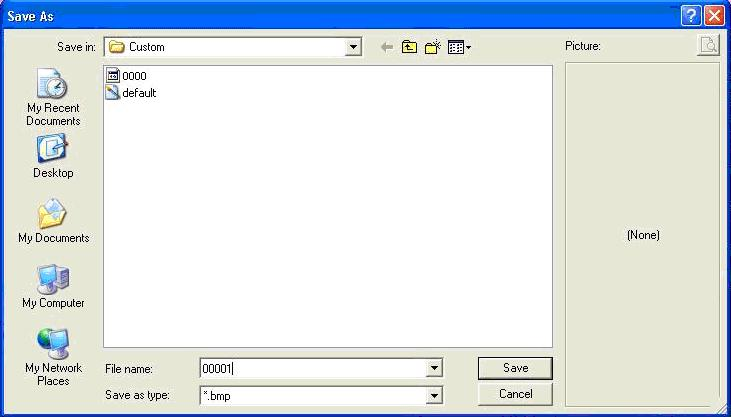 Save As
Save in:
Custom
Picture:
0000
default
My Recent
Documents
Desktop
My Documents
My Computer
My Network
Places
(None)
File name:
00001
Save
Save as type:
*.bmp
Cancel